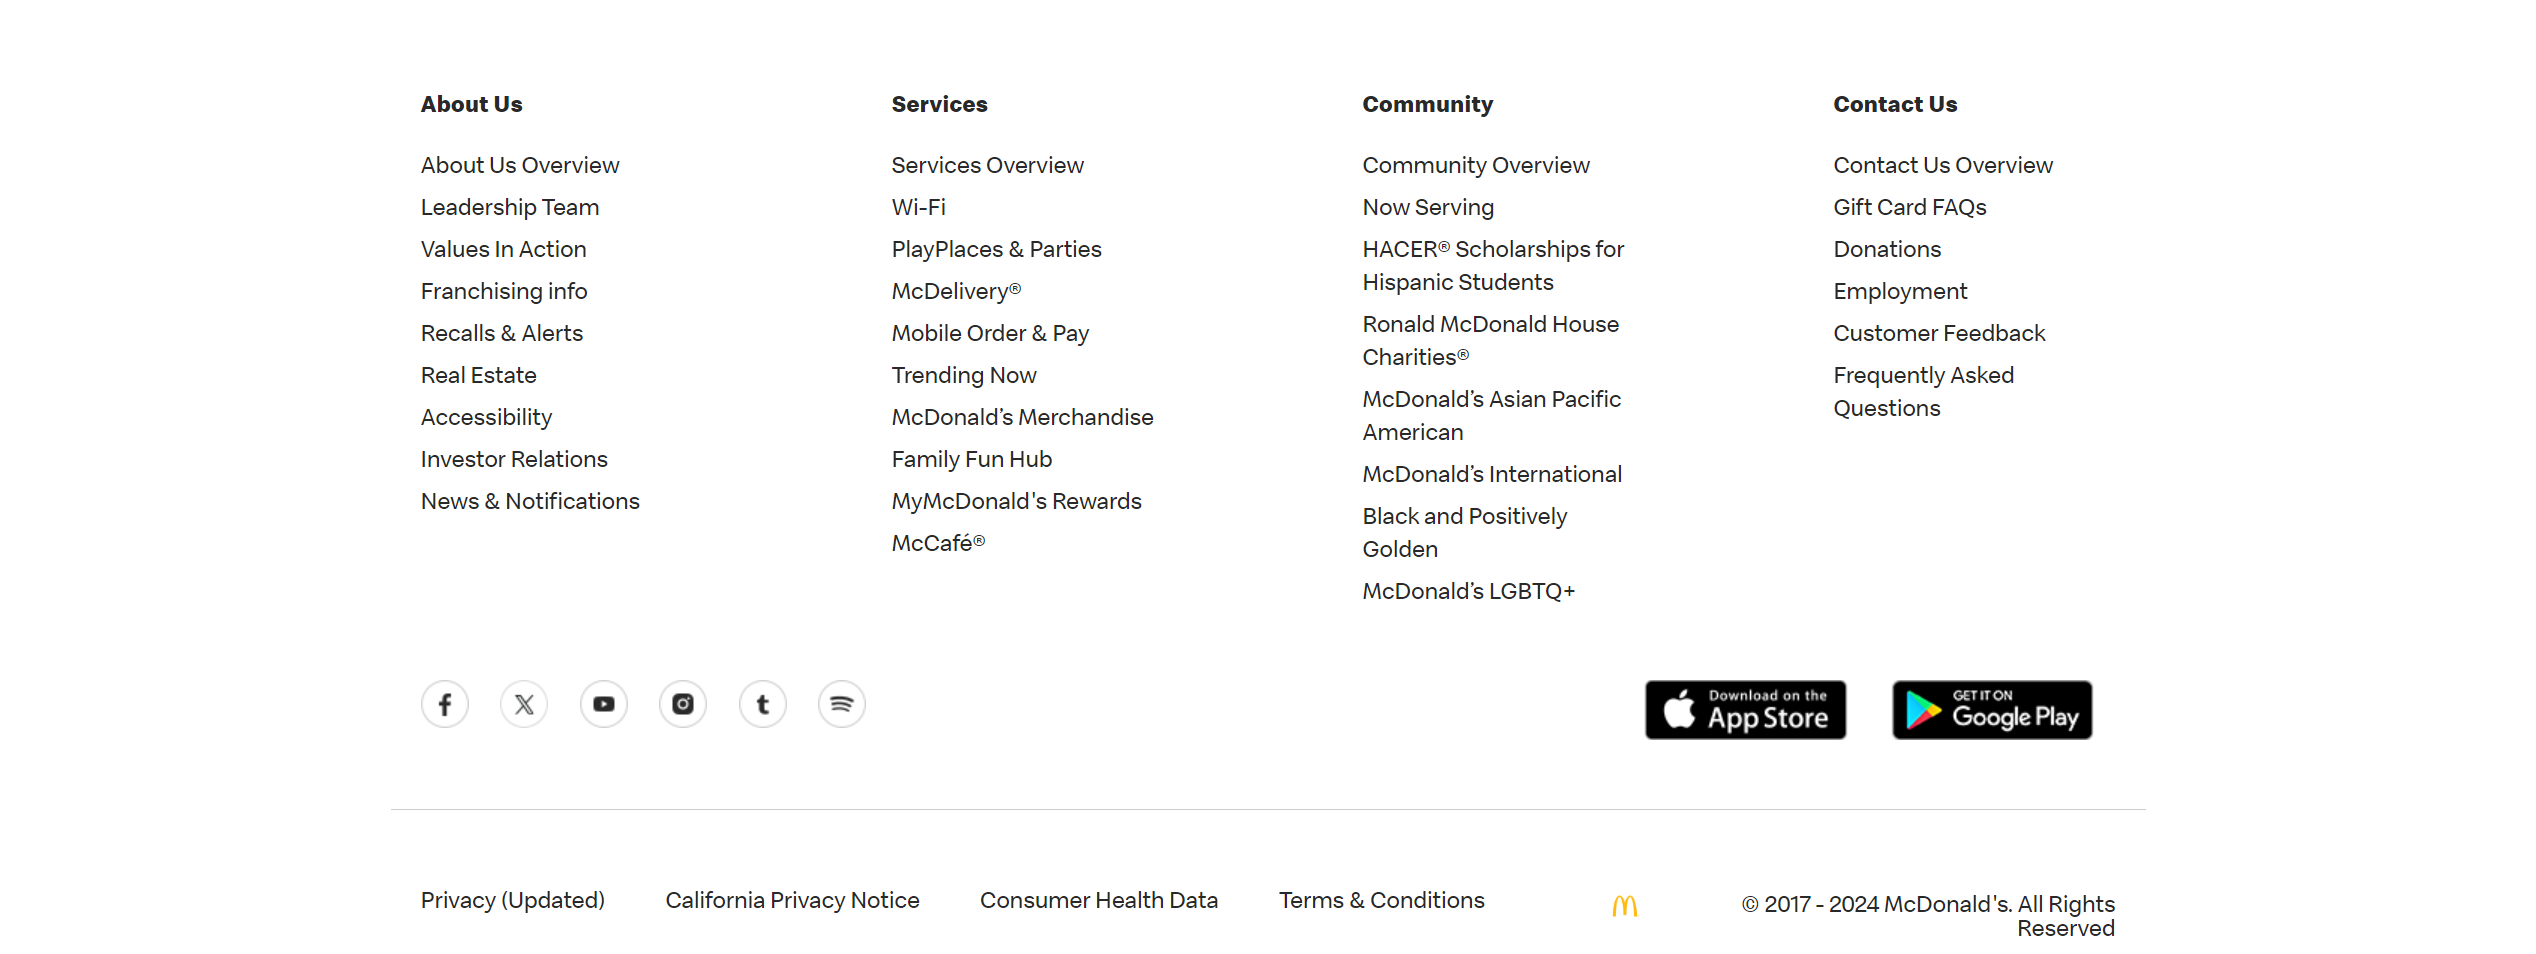 About Us
About Us Overview
Leadership Team
Values In Action
Franchising info
Recalls & Alerts
Real Estate
Accessibility
Investor Relations
News & Notifications
Services
Services Overview
Wi-Fi
PlayPlaces & Parties
McDelivery®
Mobile Order & Pay
Trending Now
McDonald’s Merchandise
Family Fun Hub
MyMcDonald's Rewards
McCafé®
Community
Community Overview
Now Serving
HACER® Scholarships for
Hispanic Students
Ronald McDonald House
Charities®
McDonald’s Asian Pacific
American
McDonald’s International
Black and Positively
Golden
McDonald’s LGBTQ+
Contact Us
Contact Us Overview
Gift Card FAQs
Donations
Employment
Customer Feedback
Frequently Asked
Questions
Download on the
App Store
GET IT ON
Google Play
Privacy (Updated)
California Privacy Notice
Consumer Health Data
Terms & Conditions
© 2017 - 2024 McDonald's. All Rights
Reserved